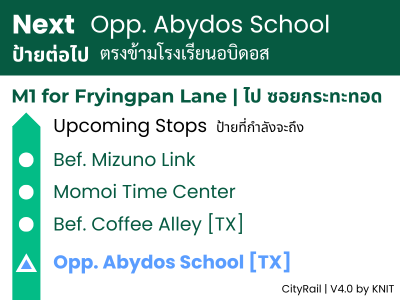 Next Opp. Abydos School
ป้ายต่อไป ตรงข้ามโรงเรียนอบิดอส
M1 for Fryingpan Lane | ไป ซอยกระทะทอด
Upcoming Stops ป้ายที่กำลังจะถึง
Bef. Mizuno Link
Momoi Time Center
Bef. Coffee Alley [TX]
Opp. Abydos School [TX]
CityRail | V4.0 by KNIT